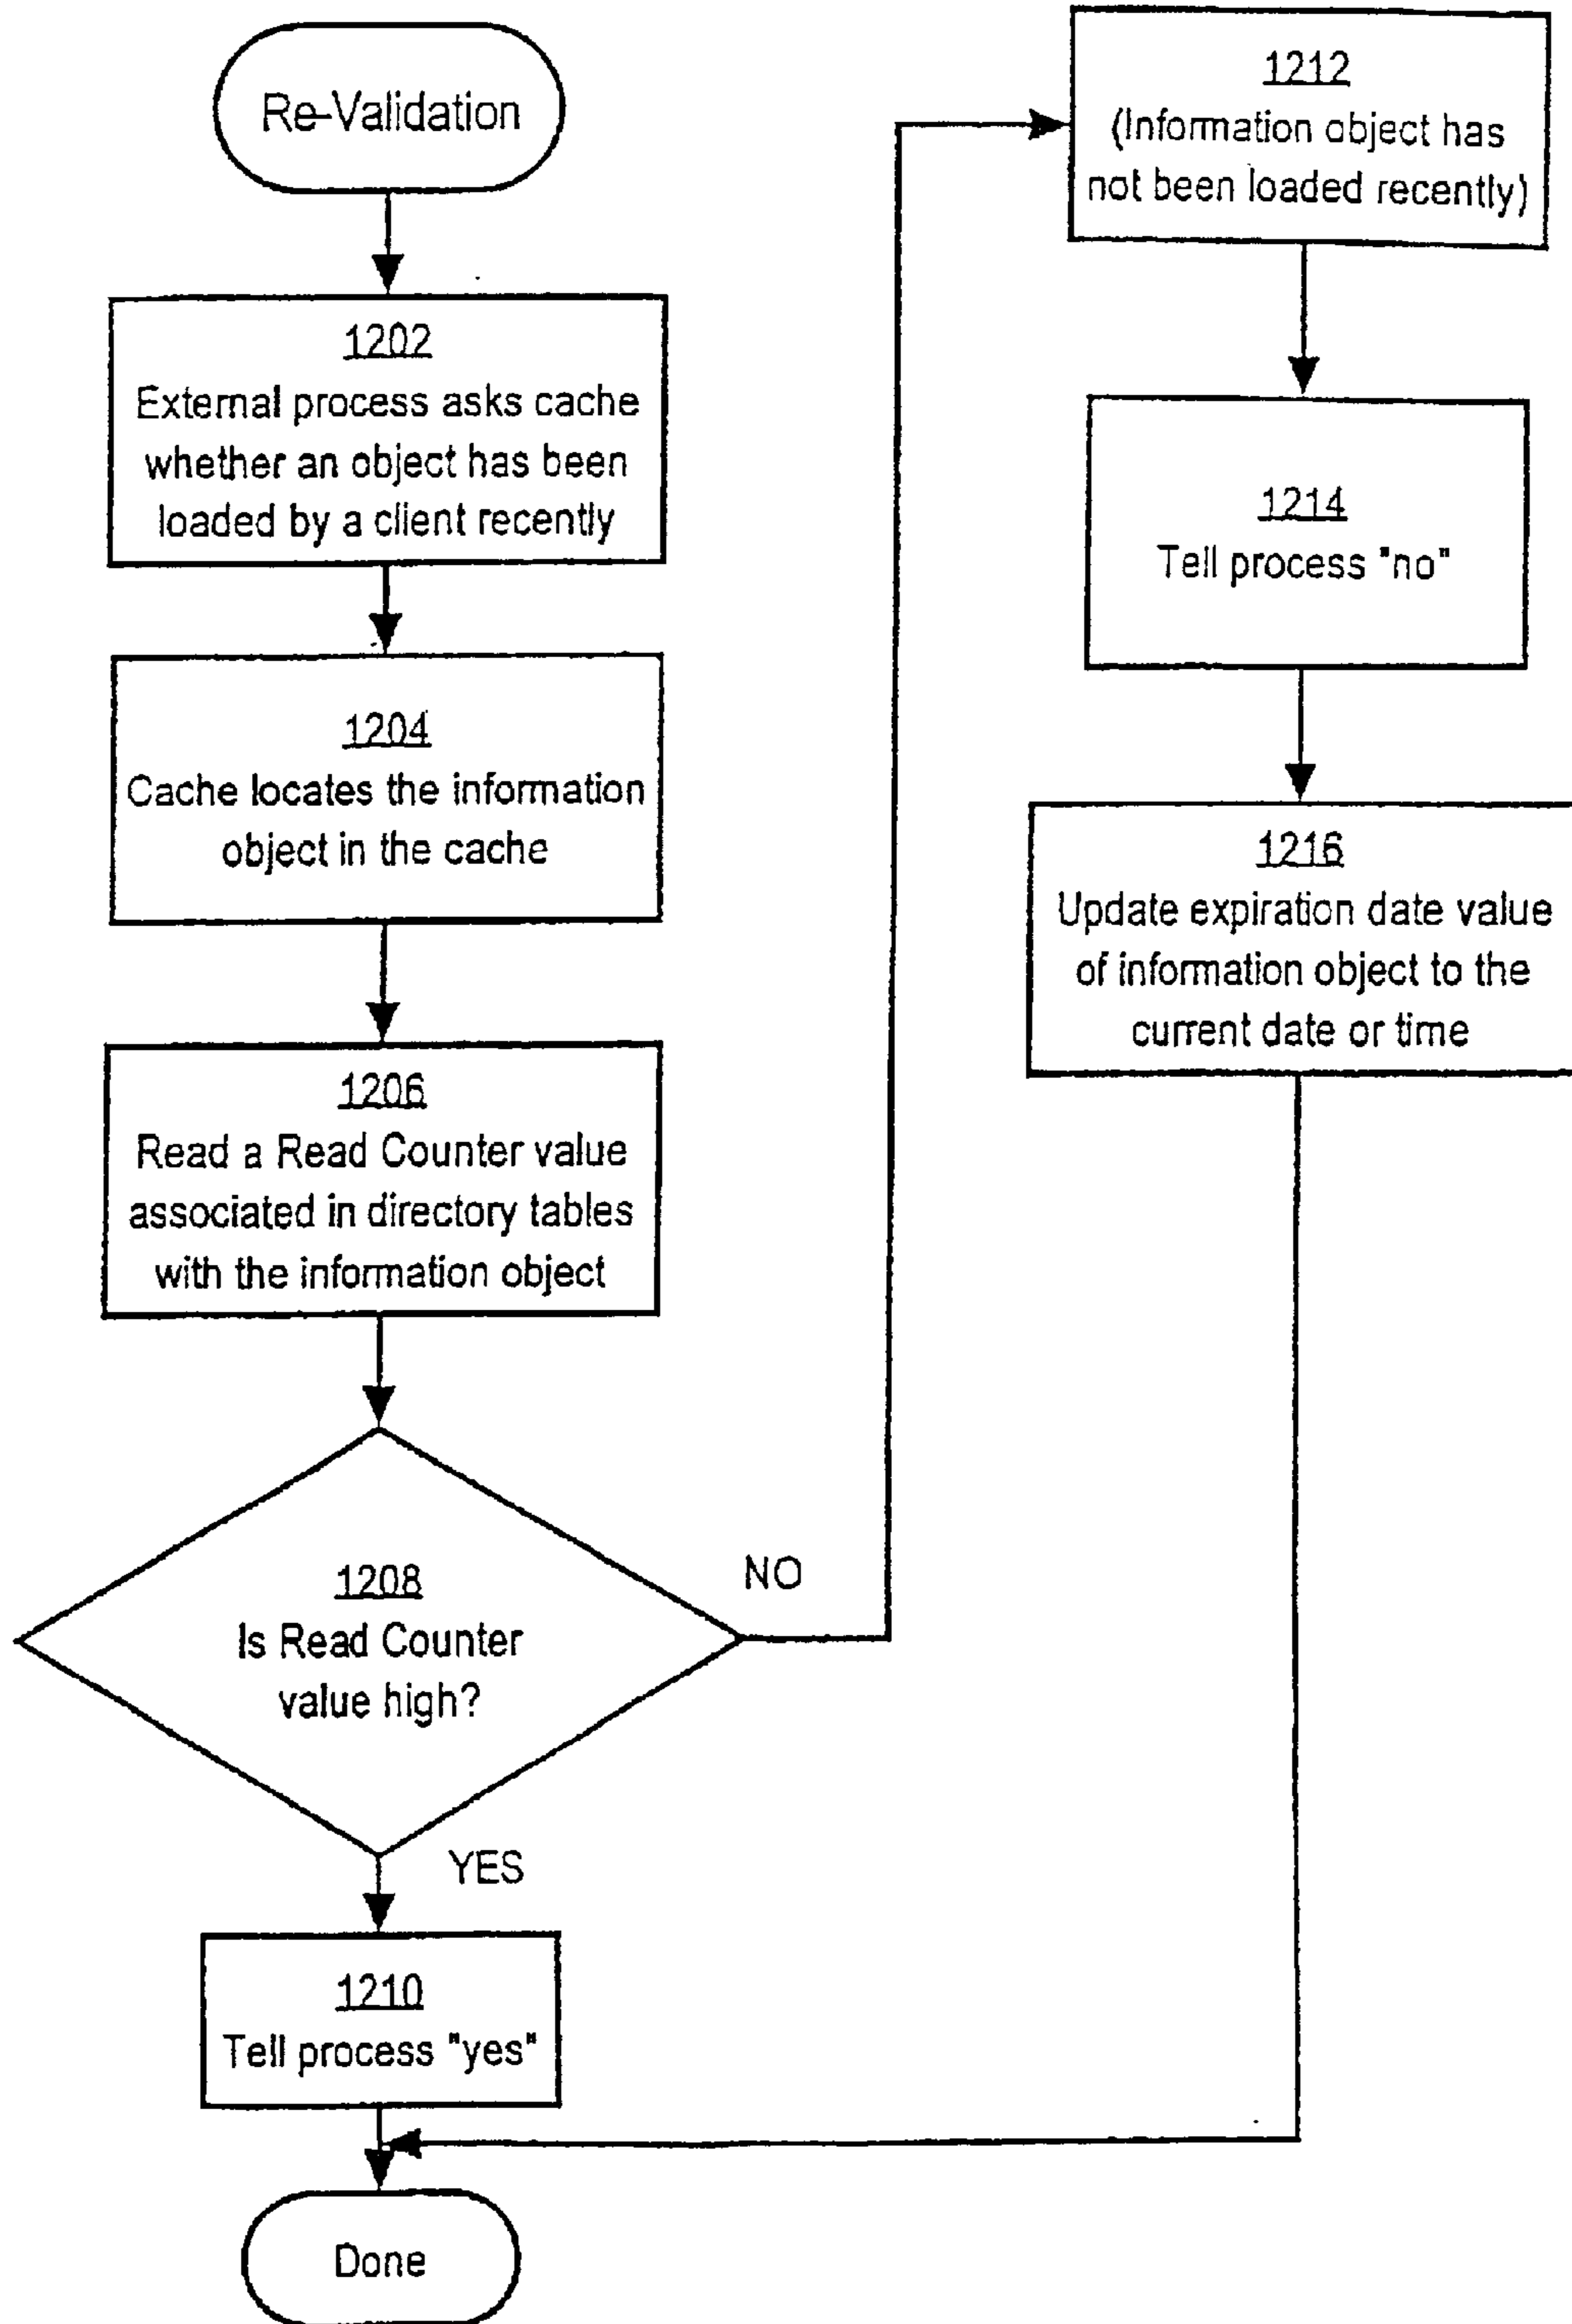 Re-Validation
1202
External process asks cache
whether an object has been
loaded by a client recently
1204
Cache locates the information
object in the cache
1206
Read a Read Counter value
associated in directory tables
with the information object
1208
Is Read Counter
value high?
NO
YES
1210
Tell process "yes"
Done
1212
(Information object has
not been loaded recently)
1214
Tell process "no"
1216
Update expiration date value
of information object to the
current date or time